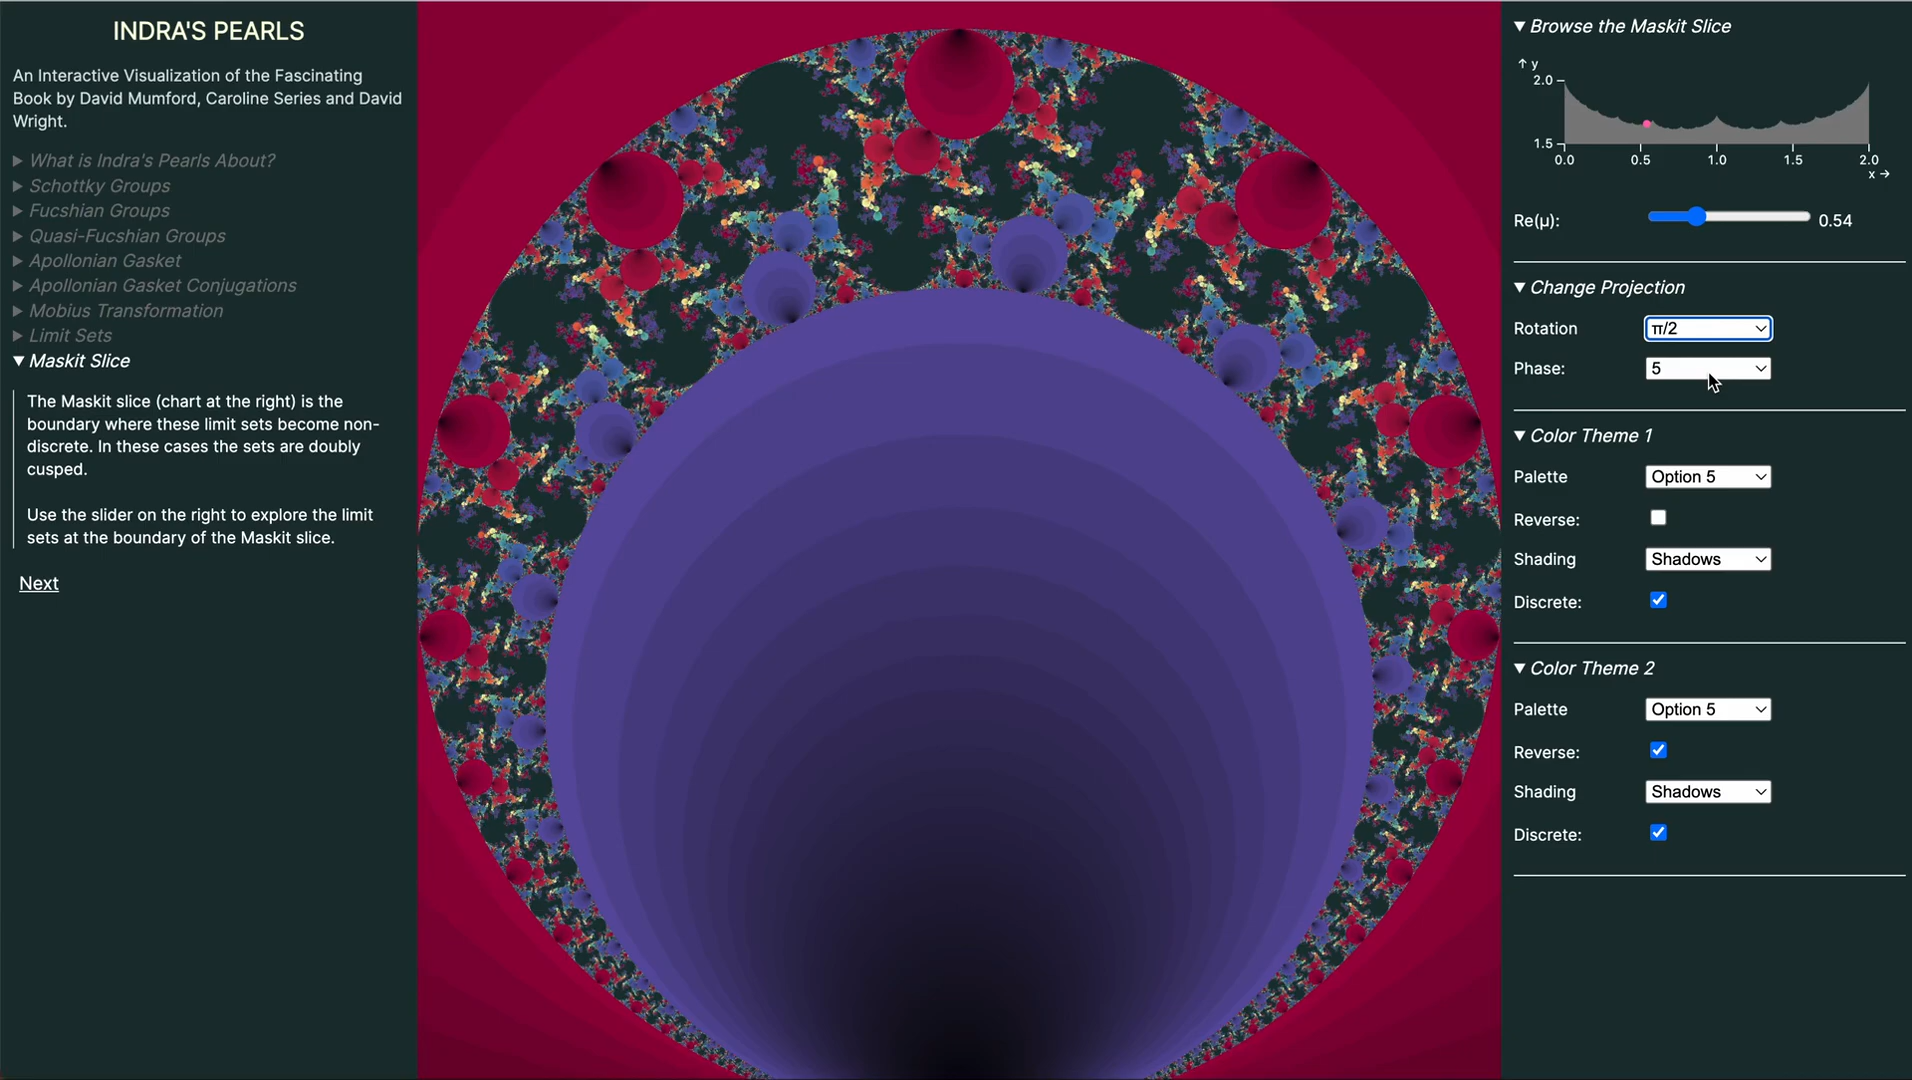 INDRA'S PEARLS
An Interactive Visualization of the Fascinating
Book by David Mumford, Caroline Series and David
Wright.
What is Indra's Pearls About?
Schottky Groups
Fucshian Groups
Quasi-Fucshian Groups
Apollonian Gasket
Apollonian Gasket Conjugations
Mobius Transformation
Limit Sets
Maskit Slice
The Maskit slice (chart at the right) is the
boundary where these limit sets become non-
discrete. In these cases the sets are doubly
cusped.
Use the slider on the right to explore the limit
sets at the boundary of the Maskit slice.
Next
Browse the Maskit Slice
↑ y
2.0
1.5
0.0 0.5 1.0 1.5 2.0
x →
Re(μ): 0.54
Change Projection
Rotation π/2
Phase: 5
Color Theme 1
Palette Option 5
Reverse:
Shading Shadows
Discrete:
Color Theme 2
Palette Option 5
Reverse:
Shading Shadows
Discrete: